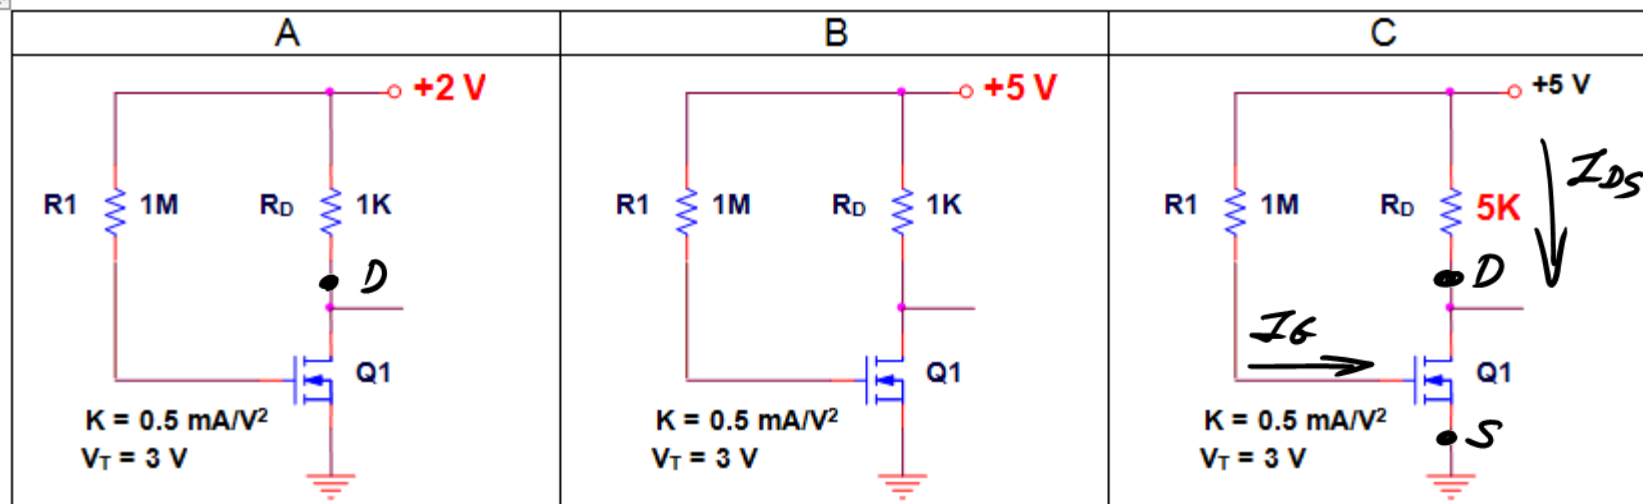 A
B
C
+2 V
R1
1M
RD
1K
D
Q1
K = 0.5 mA/V²
VT = 3 V
+5 V
R1
1M
RD
1K
Q1
K = 0.5 mA/V²
VT = 3 V
+5 V
IDS
R1
1M
RD
5K
D
IG
Q1
S
K = 0.5 mA/V²
VT = 3 V